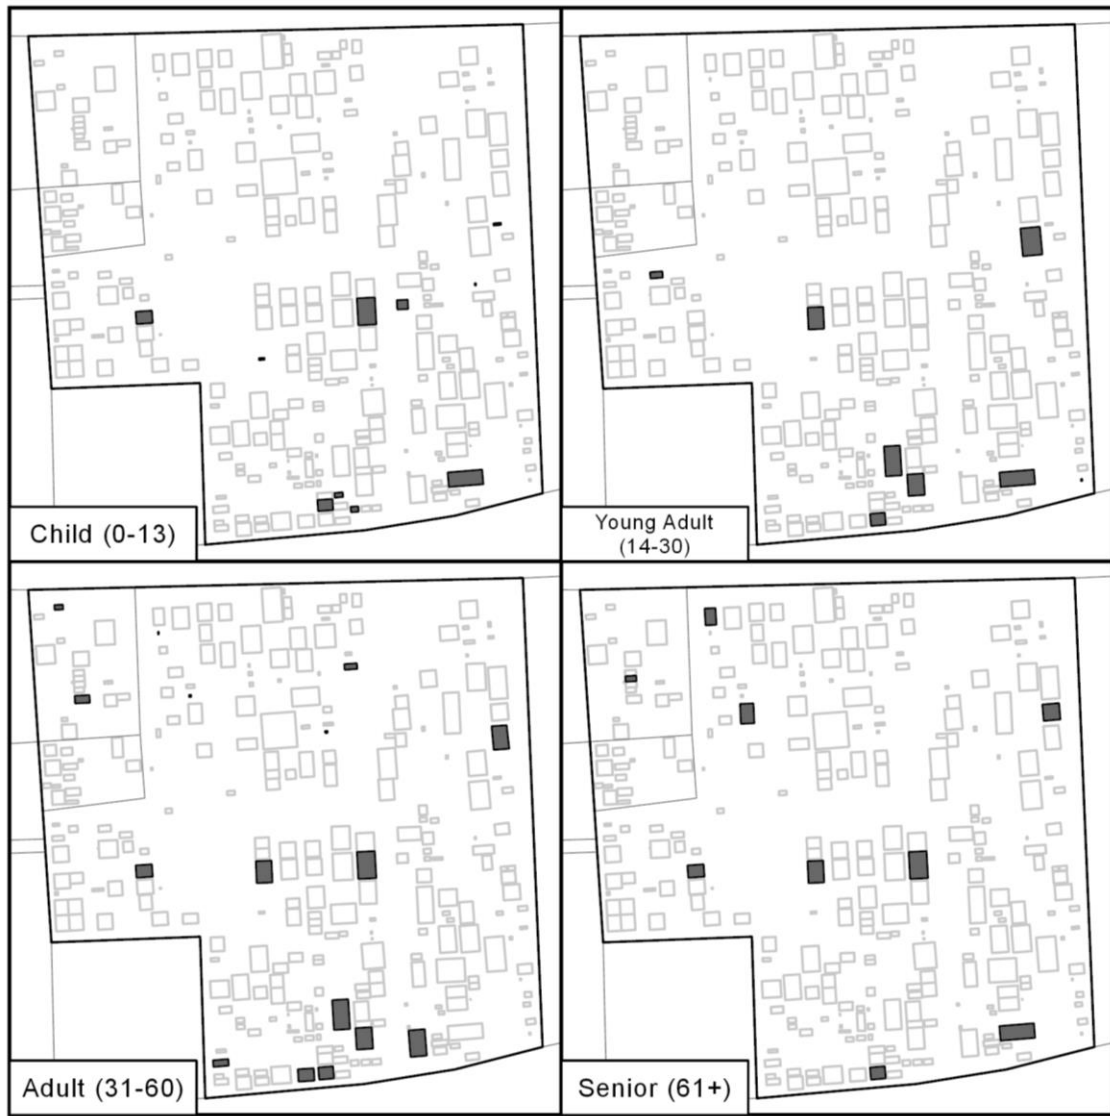 Child (0-13)
Young Adult
(14-30)
Adult (31-60)
Senior (61+)